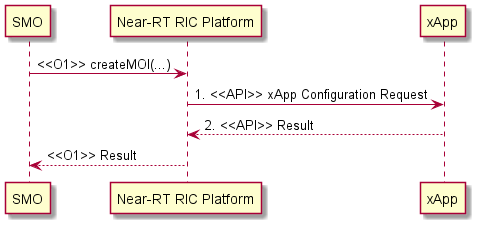 SMO Near-RT RIC Platform xApp
<<O1>> createMOI(...)
1. <<API>> xApp Configuration Request
2. <<API>> Result
<<O1>> Result
SMO Near-RT RIC Platform xApp